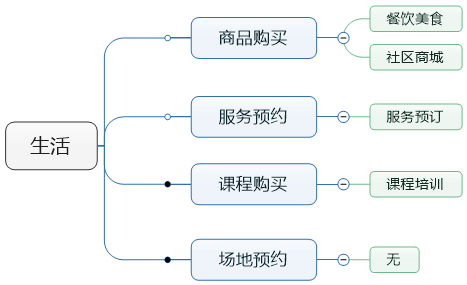 生活
商品购买
餐饮美食
社区商城
服务预约
服务预订
课程购买
课程培训
场地预约
无